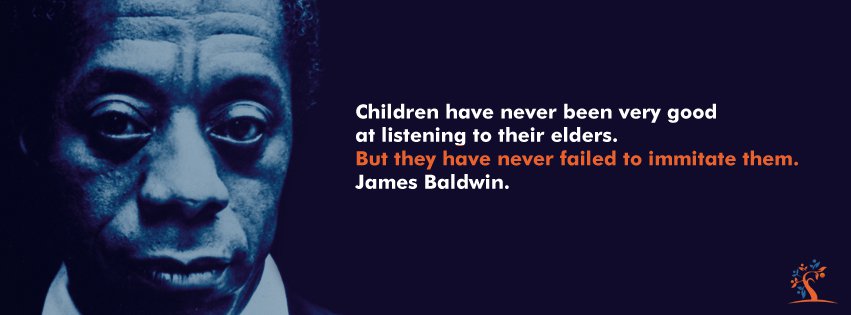 Children have never been very good
at listening to their elders.
But they have never failed to immitate them.
James Baldwin.